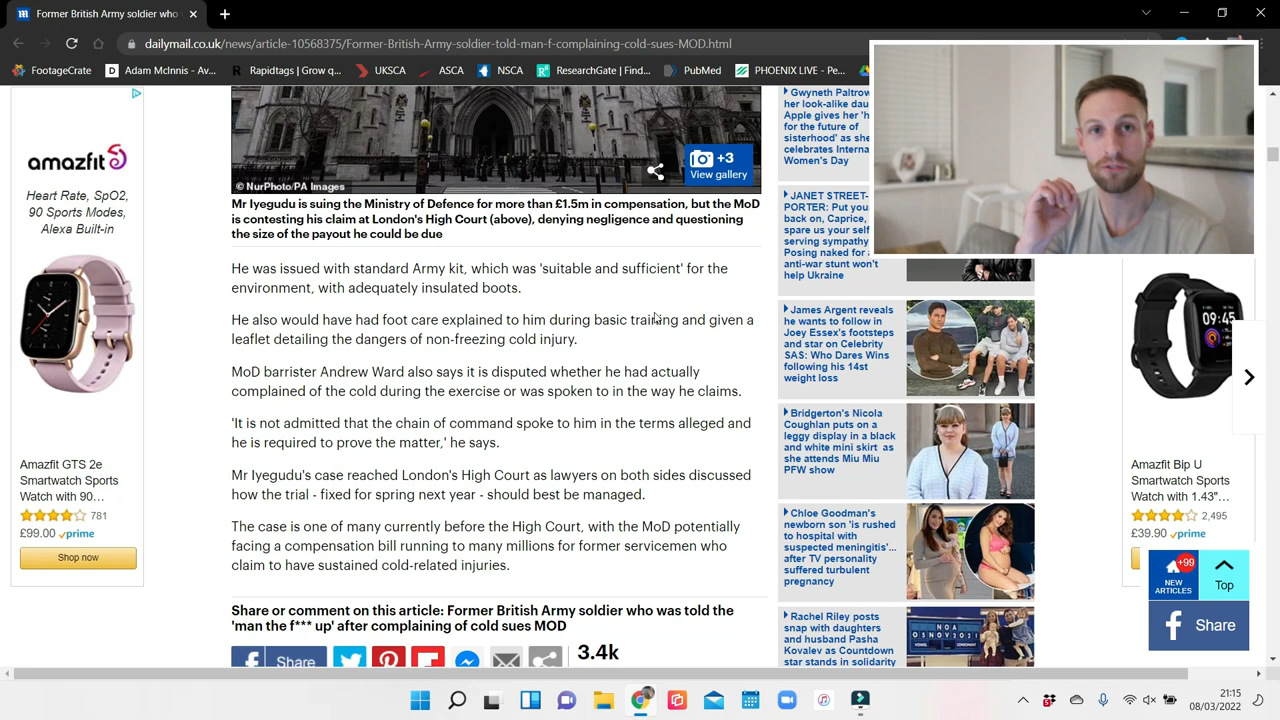 Former British Army soldier who
dailymail.co.uk/news/article-10568375/Former-British-Army-soldier-told-man-f-complaining-cold-sues-MOD.html
FootageCrate
Adam Mdnnis - Av...
Rapidtags | Grow q...
UKSCA
ASCA
NSCA
ResearchGate | Find...
PubMed
PHOENIX LIVE - Pe...
amazfit
Heart Rate, SpO2,
90 Sports Modes,
Alexa Built-in
Amazfit GTS 2e
Smartwatch Sports
Watch with 90...
781
£99.00 prime
Shop now
+3
View gallery
© NurPhoto/PA Images
Mr Iyegudu is suing the Ministry of Defence for more than £1.5m in compensation, but the MoD
is contesting his claim at London's High Court (above), denying negligence and questioning
the size of the payout he could be due
He was issued with standard Army kit, which was 'suitable and sufficient' for the
environment, with adequately insulated boots.
He also would have had foot care explained to him during basic training and given a
leaflet detailing the dangers of non-freezing cold injury.
MoD barrister Andrew Ward also says it is disputed whether he had actually
complained of the cold during the exercise or was spoken to in the way he claims.
'It is not admitted that the chain of command spoke to him in the terms alleged and
he is required to prove the matter,' he says.
Mr Iyegudu's case reached London's High Court as lawyers on both sides discussed
how the trial - fixed for spring next year - should best be managed.
The case is one of many currently before the High Court, with the MoD potentially
facing a compensation bill running to many millions for former servicemen who
claim to have sustained cold-related injuries.
Share or comment on this article: Former British Army soldier who was told the
'man the f*** up' after complaining of cold sues MOD
Share
3.4k
Gwyneth Paltrow
her look-alike dau
Apple gives her 'h
for the future of
sisterhood' as she
celebrates Interna
Women's Day
JANET STREET-
PORTER: Put you
back on, Caprice,
spare us your self
serving sympathy
Posing naked for
anti-war stunt won't
help Ukraine
James Argent reveals
he wants to follow in
Joey Essex's footsteps
and star on Celebrity
SAS: Who Dares Wins
following his 14st
weight loss
Bridgerton's Nicola
Coughlan puts on a
leggy display in a black
and white mini skirt as
she attends Miu Miu
PFW show
Chloe Goodman's
newborn son 'is rushed
to hospital with
suspected meningitis'...
after TV personality
suffered turbulent
pregnancy
Rachel Riley posts
snap with daughters
and husband Pasha
Kovalev as Countdown
star stands in solidarity
NOA
05NOV2021
09:45
Amazfit Bip U
Smartwatch Sports
Watch with 1.43"...
2,495
£39.90 prime
+99
NEW
ARTICLES
Top
Share
21:15
08/03/2022